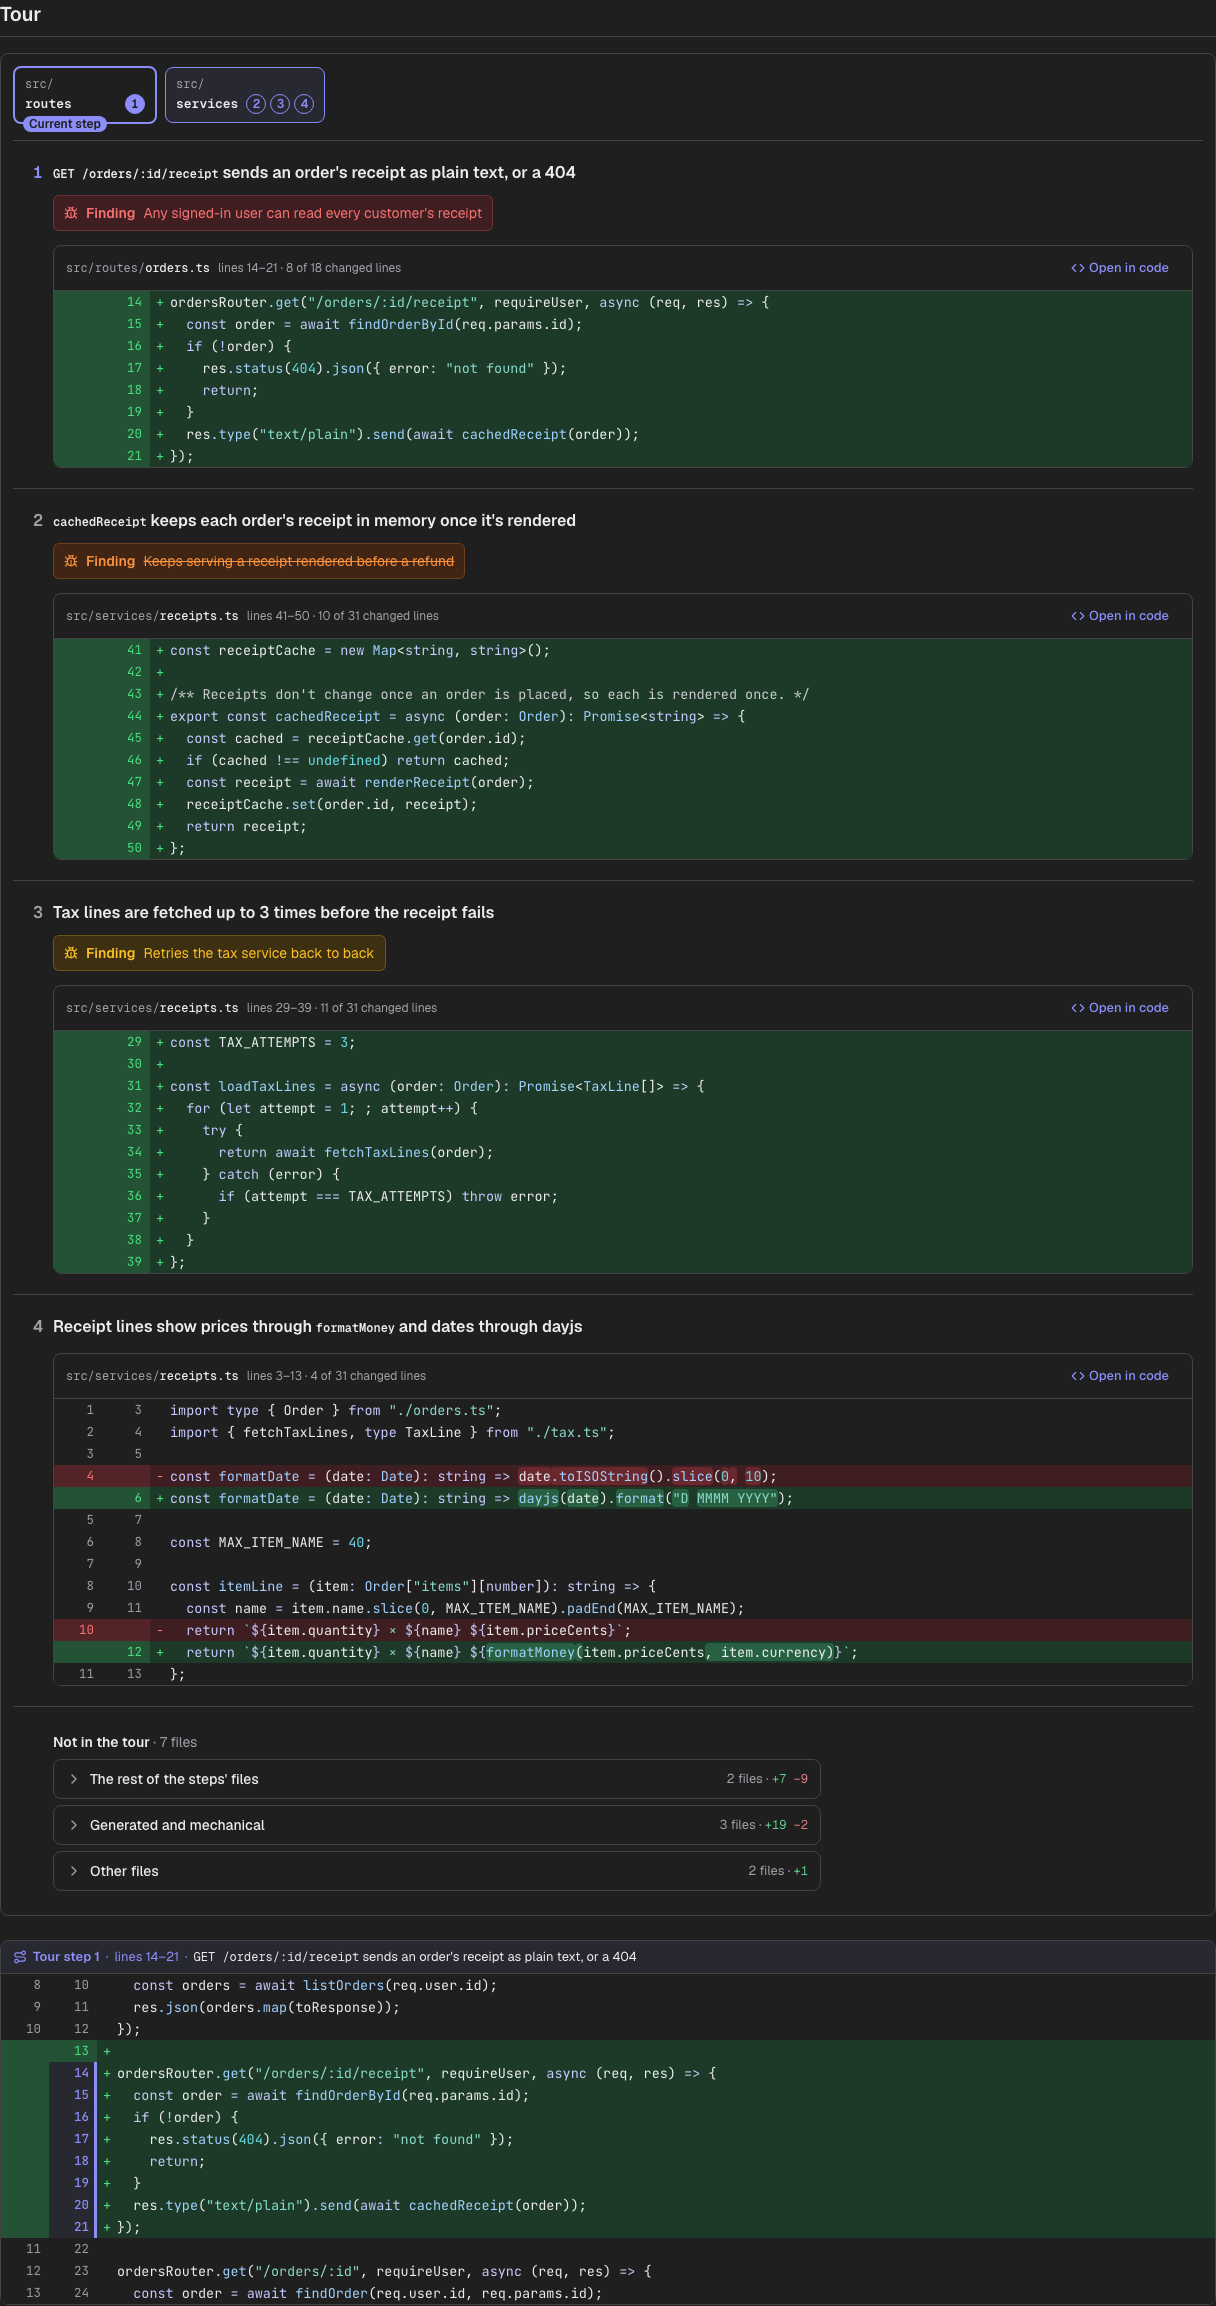 Tour
src/
routes 1
Current step
src/
services 2 3 4
1 GET /orders/:id/receipt sends an order's receipt as plain text, or a 404
Finding Any signed-in user can read every customer's receipt
src/routes/orders.ts lines 14–21 · 8 of 18 changed lines <> Open in code
14 + ordersRouter.get("/orders/:id/receipt", requireUser, async (req, res) => {
15 +   const order = await findOrderById(req.params.id);
16 +   if (!order) {
17 +     res.status(404).json({ error: "not found" });
18 +     return;
19 +   }
20 +   res.type("text/plain").send(await cachedReceipt(order));
21 + });
2 cachedReceipt keeps each order's receipt in memory once it's rendered
Finding Keeps serving a receipt rendered before a refund
src/services/receipts.ts lines 41–50 · 10 of 31 changed lines <> Open in code
41 + const receiptCache = new Map<string, string>();
42 +
43 + /** Receipts don't change once an order is placed, so each is rendered once. */
44 + export const cachedReceipt = async (order: Order): Promise<string> => {
45 +   const cached = receiptCache.get(order.id);
46 +   if (cached !== undefined) return cached;
47 +   const receipt = await renderReceipt(order);
48 +   receiptCache.set(order.id, receipt);
49 +   return receipt;
50 + };
3 Tax lines are fetched up to 3 times before the receipt fails
Finding Retries the tax service back to back
src/services/receipts.ts lines 29–39 · 11 of 31 changed lines <> Open in code
29 + const TAX_ATTEMPTS = 3;
30 +
31 + const loadTaxLines = async (order: Order): Promise<TaxLine[]> => {
32 +   for (let attempt = 1; ; attempt++) {
33 +     try {
34 +       return await fetchTaxLines(order);
35 +     } catch (error) {
36 +       if (attempt === TAX_ATTEMPTS) throw error;
37 +     }
38 +   }
39 + };
4 Receipt lines show prices through formatMoney and dates through dayjs
src/services/receipts.ts lines 3–13 · 4 of 31 changed lines <> Open in code
1 3 import type { Order } from "./orders.ts";
2 4 import { fetchTaxLines, type TaxLine } from "./tax.ts";
3 5
4 - const formatDate = (date: Date): string => date.toISOString().slice(0, 10);
6 + const formatDate = (date: Date): string => dayjs(date).format("D MMMM YYYY");
5 7
6 8 const MAX_ITEM_NAME = 40;
7 9
8 10 const itemLine = (item: Order["items"][number]): string => {
9 11   const name = item.name.slice(0, MAX_ITEM_NAME).padEnd(MAX_ITEM_NAME);
10 -   return `${item.quantity} × ${name} ${item.priceCents}`;
12 +   return `${item.quantity} × ${name} ${formatMoney(item.priceCents, item.currency)}`;
11 13 };
Not in the tour · 7 files
The rest of the steps' files 2 files · +7 −9
Generated and mechanical 3 files · +19 −2
Other files 2 files · +1
Tour step 1 · lines 14–21 · GET /orders/:id/receipt sends an order's receipt as plain text, or a 404
8 10   const orders = await listOrders(req.user.id);
9 11   res.json(orders.map(toResponse));
10 12 });
13 +
14 + ordersRouter.get("/orders/:id/receipt", requireUser, async (req, res) => {
15 +   const order = await findOrderById(req.params.id);
16 +   if (!order) {
17 +     res.status(404).json({ error: "not found" });
18 +     return;
19 +   }
20 +   res.type("text/plain").send(await cachedReceipt(order));
21 + });
11 22
12 23 ordersRouter.get("/orders/:id", requireUser, async (req, res) => {
13 24   const order = await findOrder(req.user.id, req.params.id);